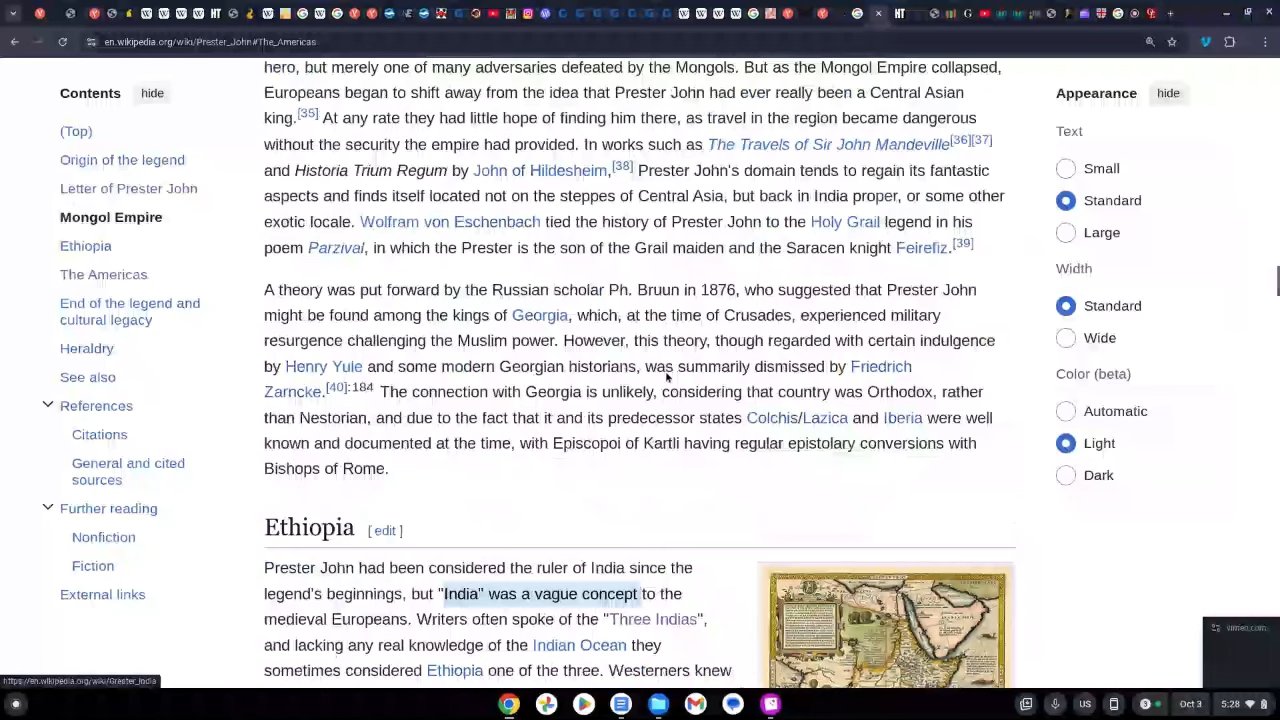 en.wikipedia.org/wiki/Prester_John#The_Americas
Contents hide
(Top)
Origin of the legend
Letter of Prester John
Mongol Empire
Ethiopia
The Americas
End of the legend and
cultural legacy
Heraldry
See also
References
Citations
General and cited
sources
Further reading
Nonfiction
Fiction
External links
hero, but merely one of many adversaries defeated by the Mongols. But as the Mongol Empire collapsed,
Europeans began to shift away from the idea that Prester John had ever really been a Central Asian
king.[35] At any rate they had little hope of finding him there, as travel in the region became dangerous
without the security the empire had provided. In works such as The Travels of Sir John Mandeville[36][37]
and Historia Trium Regum by John of Hildesheim,[38] Prester John's domain tends to regain its fantastic
aspects and finds itself located not on the steppes of Central Asia, but back in India proper, or some other
exotic locale. Wolfram von Eschenbach tied the history of Prester John to the Holy Grail legend in his
poem Parzival, in which the Prester is the son of the Grail maiden and the Saracen knight Feirefiz.[39]
A theory was put forward by the Russian scholar Ph. Bruun in 1876, who suggested that Prester John
might be found among the kings of Georgia, which, at the time of Crusades, experienced military
resurgence challenging the Muslim power. However, this theory, though regarded with certain indulgence
by Henry Yule and some modern Georgian historians, was summarily dismissed by Friedrich
Zarncke.[40]:184 The connection with Georgia is unlikely, considering that country was Orthodox, rather
than Nestorian, and due to the fact that it and its predecessor states Colchis/Lazica and Iberia were well
known and documented at the time, with Episcopoi of Kartli having regular epistolary conversions with
Bishops of Rome.
Ethiopia [ edit ]
Prester John had been considered the ruler of India since the
legend's beginnings, but "India" was a vague concept to the
medieval Europeans. Writers often spoke of the "Three Indias",
and lacking any real knowledge of the Indian Ocean they
sometimes considered Ethiopia one of the three. Westerners knew
Appearance hide
Text
Small
Standard
Large
Width
Standard
Wide
Color (beta)
Automatic
Light
Dark
vimeo.com
https://en.wikipedia.org/wiki/Greater_India
US
Oct 3
5:28